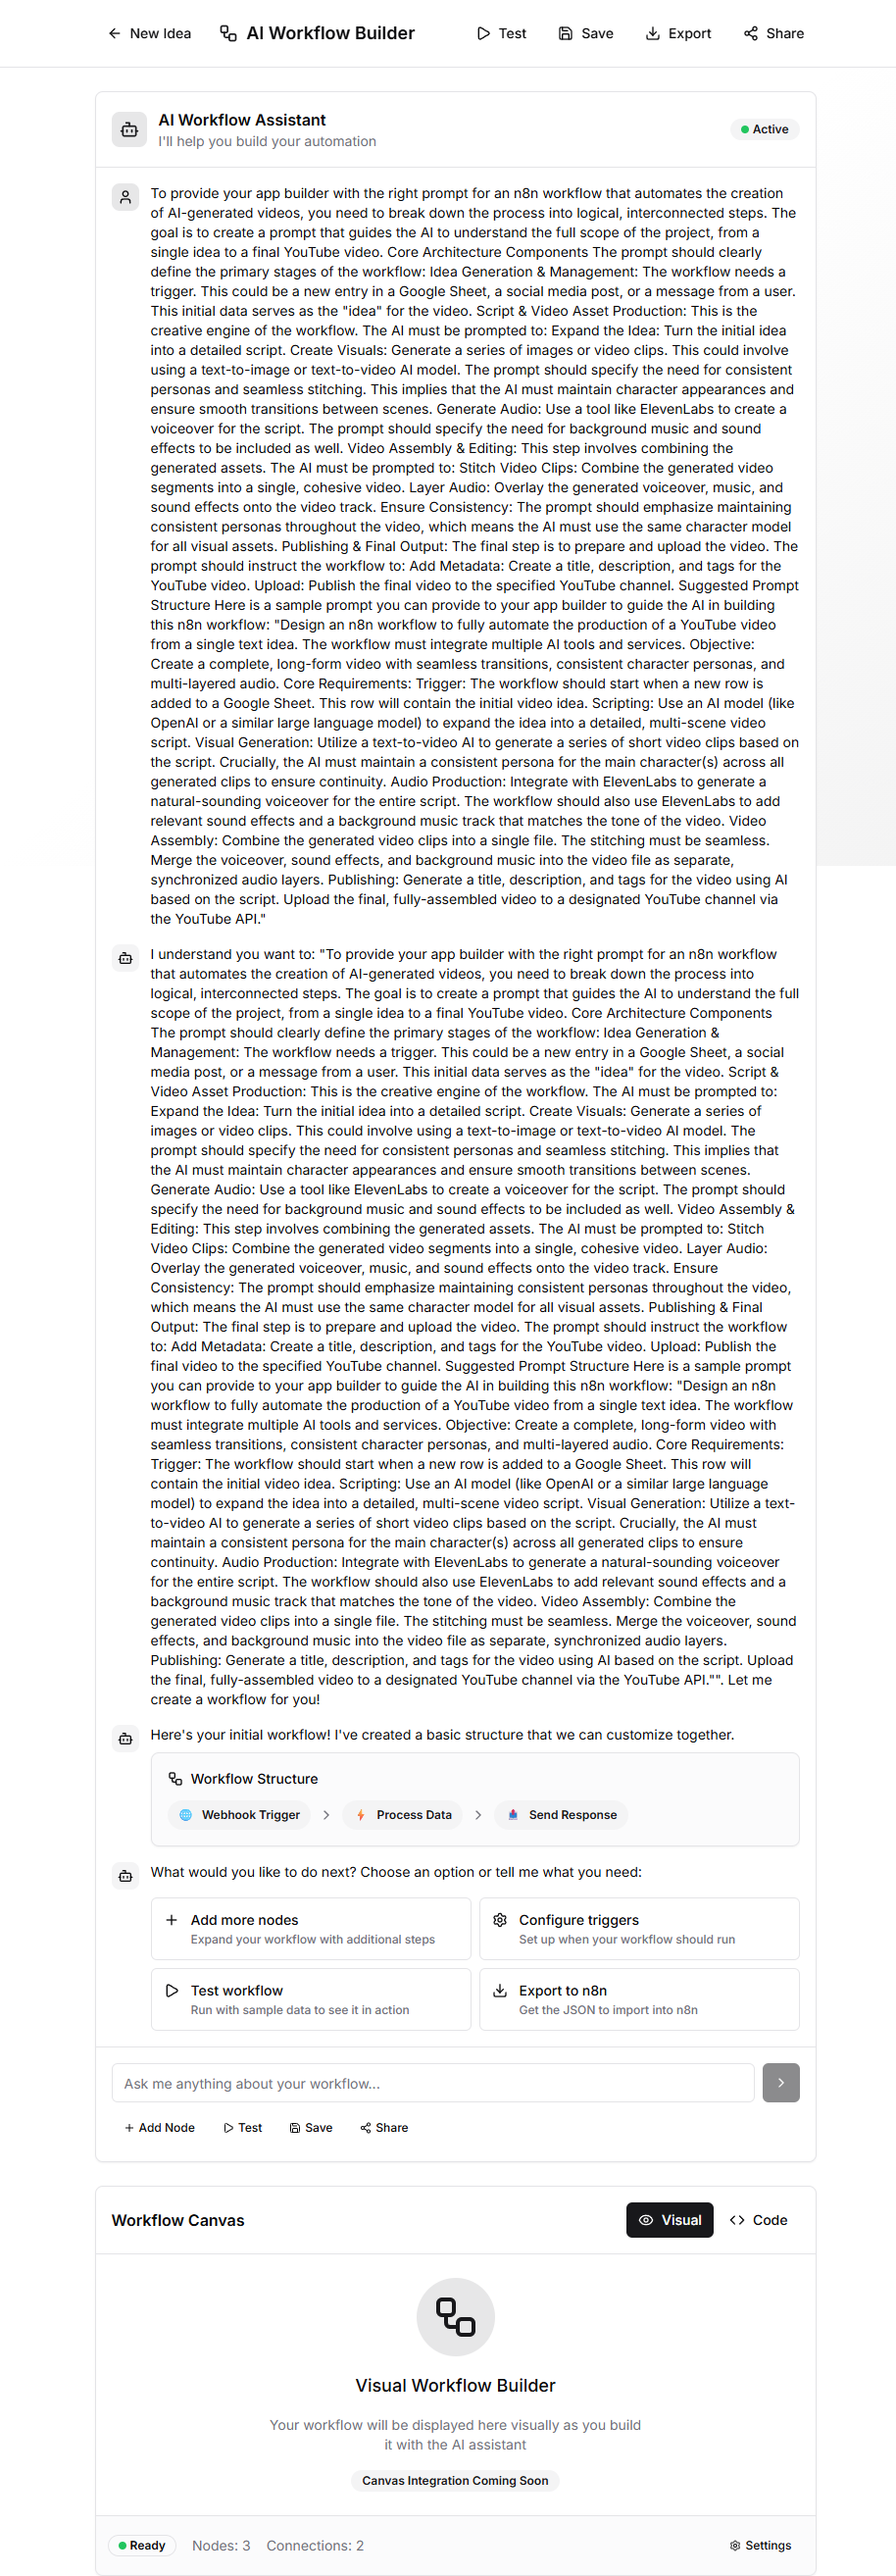 New Idea
AI Workflow Builder
Test
Save
Export
Share
AI Workflow Assistant
I'll help you build your automation
Active
To provide your app builder with the right prompt for an n8n workflow that automates the creation
of AI-generated videos, you need to break down the process into logical, interconnected steps. The
goal is to create a prompt that guides the AI to understand the full scope of the project, from a
single idea to a final YouTube video. Core Architecture Components The prompt should clearly
define the primary stages of the workflow: Idea Generation & Management: The workflow needs a
trigger. This could be a new entry in a Google Sheet, a social media post, or a message from a user.
This initial data serves as the "idea" for the video. Script & Video Asset Production: This is the
creative engine of the workflow. The AI must be prompted to: Expand the Idea: Turn the initial idea
into a detailed script. Create Visuals: Generate a series of images or video clips. This could involve
using a text-to-image or text-to-video AI model. The prompt should specify the need for consistent
personas and seamless stitching. This implies that the AI must maintain character appearances and
ensure smooth transitions between scenes. Generate Audio: Use a tool like ElevenLabs to create a
voiceover for the script. The prompt should specify the need for background music and sound
effects to be included as well. Video Assembly & Editing: This step involves combining the
generated assets. The AI must be prompted to: Stitch Video Clips: Combine the generated video
segments into a single, cohesive video. Layer Audio: Overlay the generated voiceover, music, and
sound effects onto the video track. Ensure Consistency: The prompt should emphasize maintaining
consistent personas throughout the video, which means the AI must use the same character model
for all visual assets. Publishing & Final Output: The final step is to prepare and upload the video. The
prompt should instruct the workflow to: Add Metadata: Create a title, description, and tags for the
YouTube video. Upload: Publish the final video to the specified YouTube channel. Suggested Prompt
Structure Here is a sample prompt you can provide to your app builder to guide the AI in building
this n8n workflow: "Design an n8n workflow to fully automate the production of a YouTube video
from a single text idea. The workflow must integrate multiple AI tools and services. Objective:
Create a complete, long-form video with seamless transitions, consistent character personas, and
multi-layered audio. Core Requirements: Trigger: The workflow should start when a new row is
added to a Google Sheet. This row will contain the initial video idea. Scripting: Use an AI model (like
OpenAI or a similar large language model) to expand the idea into a detailed, multi-scene video
script. Visual Generation: Utilize a text-to-video AI to generate a series of short video clips based on
the script. Crucially, the AI must maintain a consistent persona for the main character(s) across all
generated clips to ensure continuity. Audio Production: Integrate with ElevenLabs to generate a
natural-sounding voiceover for the entire script. The workflow should also use ElevenLabs to add
relevant sound effects and a background music track that matches the tone of the video. Video
Assembly: Combine the generated video clips into a single file. The stitching must be seamless.
Merge the voiceover, sound effects, and background music into the video file as separate,
synchronized audio layers. Publishing: Generate a title, description, and tags for the video using AI
based on the script. Upload the final, fully-assembled video to a designated YouTube channel via
the YouTube API."
I understand you want to: "To provide your app builder with the right prompt for an n8n workflow
that automates the creation of AI-generated videos, you need to break down the process into
logical, interconnected steps. The goal is to create a prompt that guides the AI to understand the full
scope of the project, from a single idea to a final YouTube video. Core Architecture Components
The prompt should clearly define the primary stages of the workflow: Idea Generation &
Management: The workflow needs a trigger. This could be a new entry in a Google Sheet, a social
media post, or a message from a user. This initial data serves as the "idea" for the video. Script &
Video Asset Production: This is the creative engine of the workflow. The AI must be prompted to:
Expand the Idea: Turn the initial idea into a detailed script. Create Visuals: Generate a series of
images or video clips. This could involve using a text-to-image or text-to-video AI model. The
prompt should specify the need for consistent personas and seamless stitching. This implies that
the AI must maintain character appearances and ensure smooth transitions between scenes.
Generate Audio: Use a tool like ElevenLabs to create a voiceover for the script. The prompt should
specify the need for background music and sound effects to be included as well. Video Assembly &
Editing: This step involves combining the generated assets. The AI must be prompted to: Stitch
Video Clips: Combine the generated video segments into a single, cohesive video. Layer Audio:
Overlay the generated voiceover, music, and sound effects onto the video track. Ensure
Consistency: The prompt should emphasize maintaining consistent personas throughout the video,
which means the AI must use the same character model for all visual assets. Publishing & Final
Output: The final step is to prepare and upload the video. The prompt should instruct the workflow
to: Add Metadata: Create a title, description, and tags for the YouTube video. Upload: Publish the
final video to the specified YouTube channel. Suggested Prompt Structure Here is a sample prompt
you can provide to your app builder to guide the AI in building this n8n workflow: "Design an n8n
workflow to fully automate the production of a YouTube video from a single text idea. The workflow
must integrate multiple AI tools and services. Objective: Create a complete, long-form video with
seamless transitions, consistent character personas, and multi-layered audio. Core Requirements:
Trigger: The workflow should start when a new row is added to a Google Sheet. This row will
contain the initial video idea. Scripting: Use an AI model (like OpenAI or a similar large language
model) to expand the idea into a detailed, multi-scene video script. Visual Generation: Utilize a text-
to-video AI to generate a series of short video clips based on the script. Crucially, the AI must
maintain a consistent persona for the main character(s) across all generated clips to ensure
continuity. Audio Production: Integrate with ElevenLabs to generate a natural-sounding voiceover
for the entire script. The workflow should also use ElevenLabs to add relevant sound effects and a
background music track that matches the tone of the video. Video Assembly: Combine the
generated video clips into a single file. The stitching must be seamless. Merge the voiceover, sound
effects, and background music into the video file as separate, synchronized audio layers.
Publishing: Generate a title, description, and tags for the video using AI based on the script. Upload
the final, fully-assembled video to a designated YouTube channel via the YouTube API."". Let me
create a workflow for you!
Here's your initial workflow! I've created a basic structure that we can customize together.
Workflow Structure
Webhook Trigger
Process Data
Send Response
What would you like to do next? Choose an option or tell me what you need:
Add more nodes
Expand your workflow with additional steps
Configure triggers
Set up when your workflow should run
Test workflow
Run with sample data to see it in action
Export to n8n
Get the JSON to import into n8n
Ask me anything about your workflow...
Add Node
Test
Save
Share
Workflow Canvas
Visual
Code
Visual Workflow Builder
Your workflow will be displayed here visually as you build
it with the AI assistant
Canvas Integration Coming Soon
Ready
Nodes: 3
Connections: 2
Settings